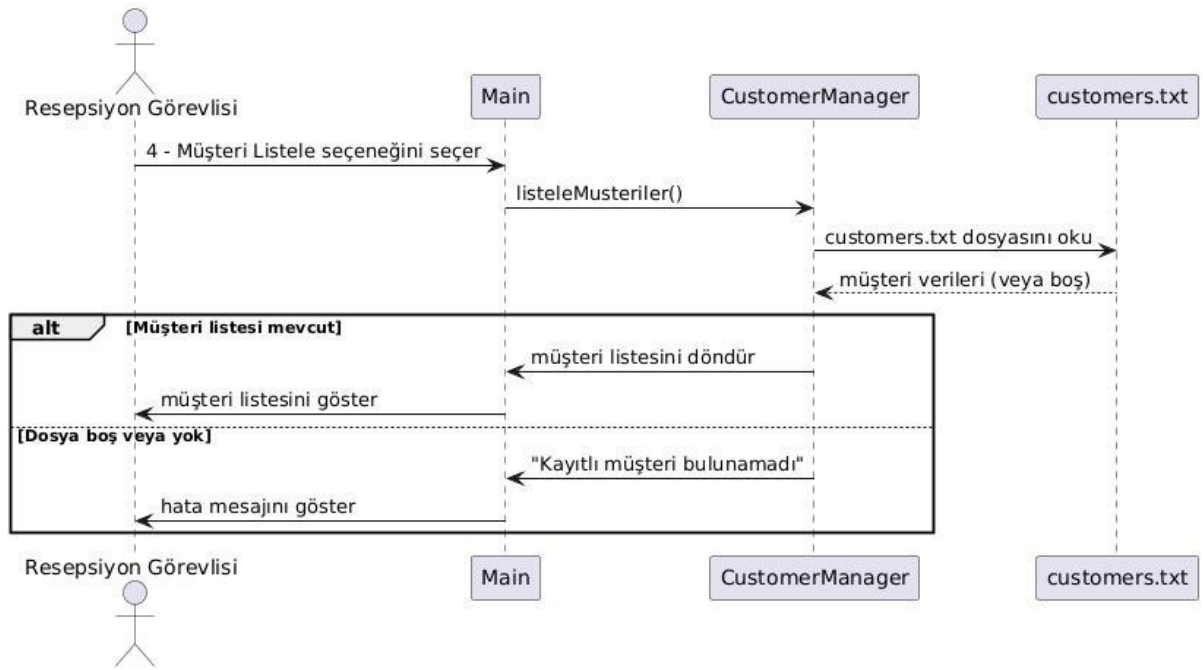 Resepsiyon Görevlisi
Main
CustomerManager
customers.txt
4 - Müşteri Listele seçeneğini seçer
listeleMusteriler()
customers.txt dosyasını oku
müşteri verileri (veya boş)
alt [Müşteri listesi mevcut]
müşteri listesini döndür
müşteri listesini göster
[Dosya boş veya yok]
"Kayıtlı müşteri bulunamadı"
hata mesajını göster
Resepsiyon Görevlisi
Main
CustomerManager
customers.txt